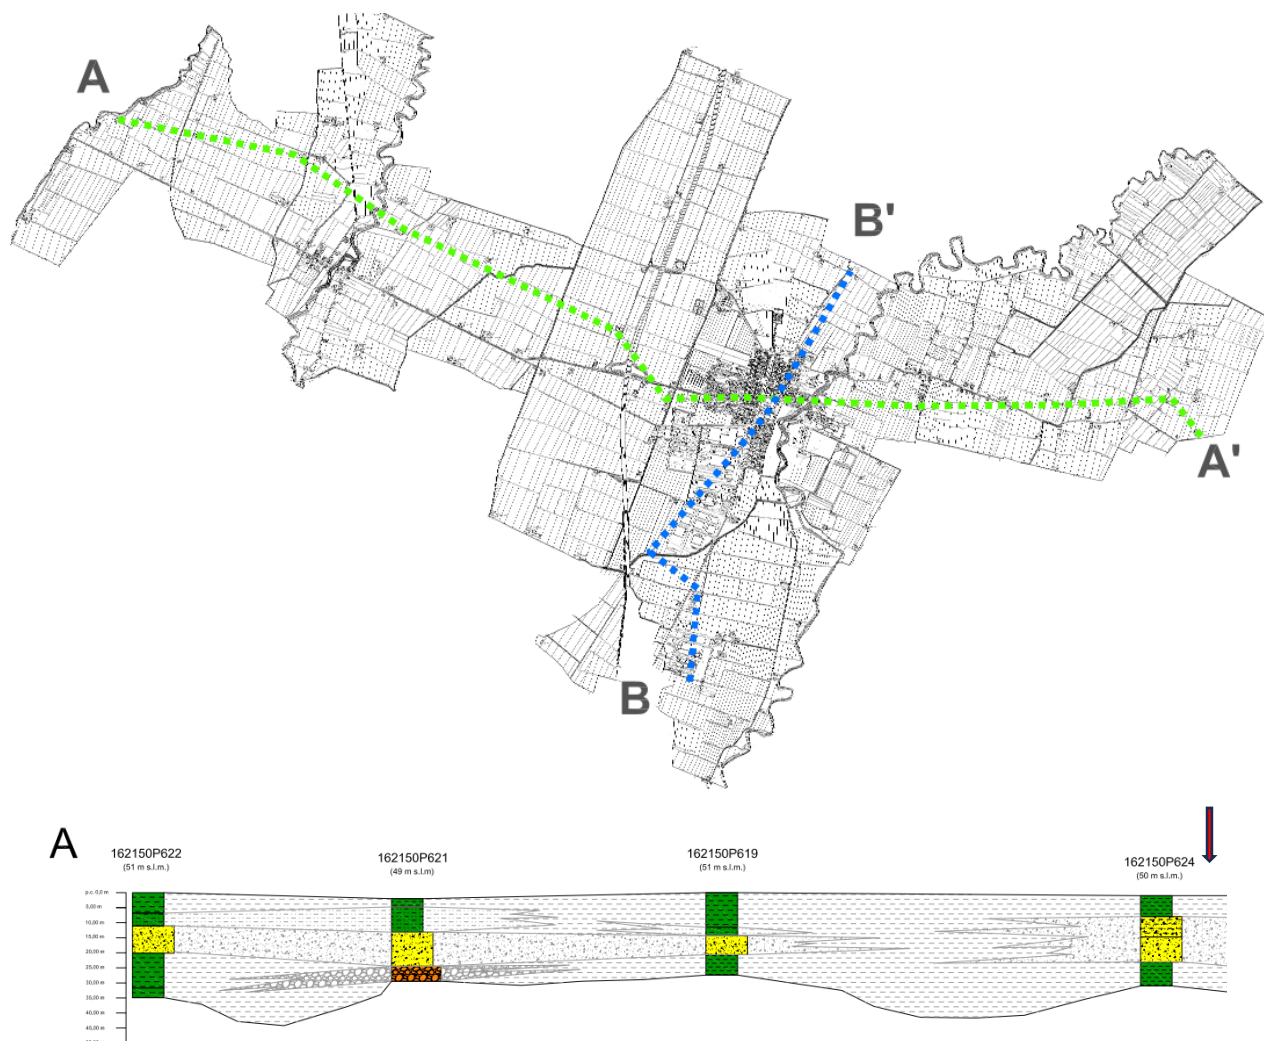 A
B'
A'
B
A
162150P622
(51 m s.l.m.)
162150P621
(49 m s.l.m)
162150P619
(51 m s.l.m.)
162150P624
(50 m s.l.m.)
p.c. 0,0 m
5,00 m
10,00 m
15,00 m
20,00 m
25,00 m
30,00 m
35,00 m
40,00 m
45,00 m